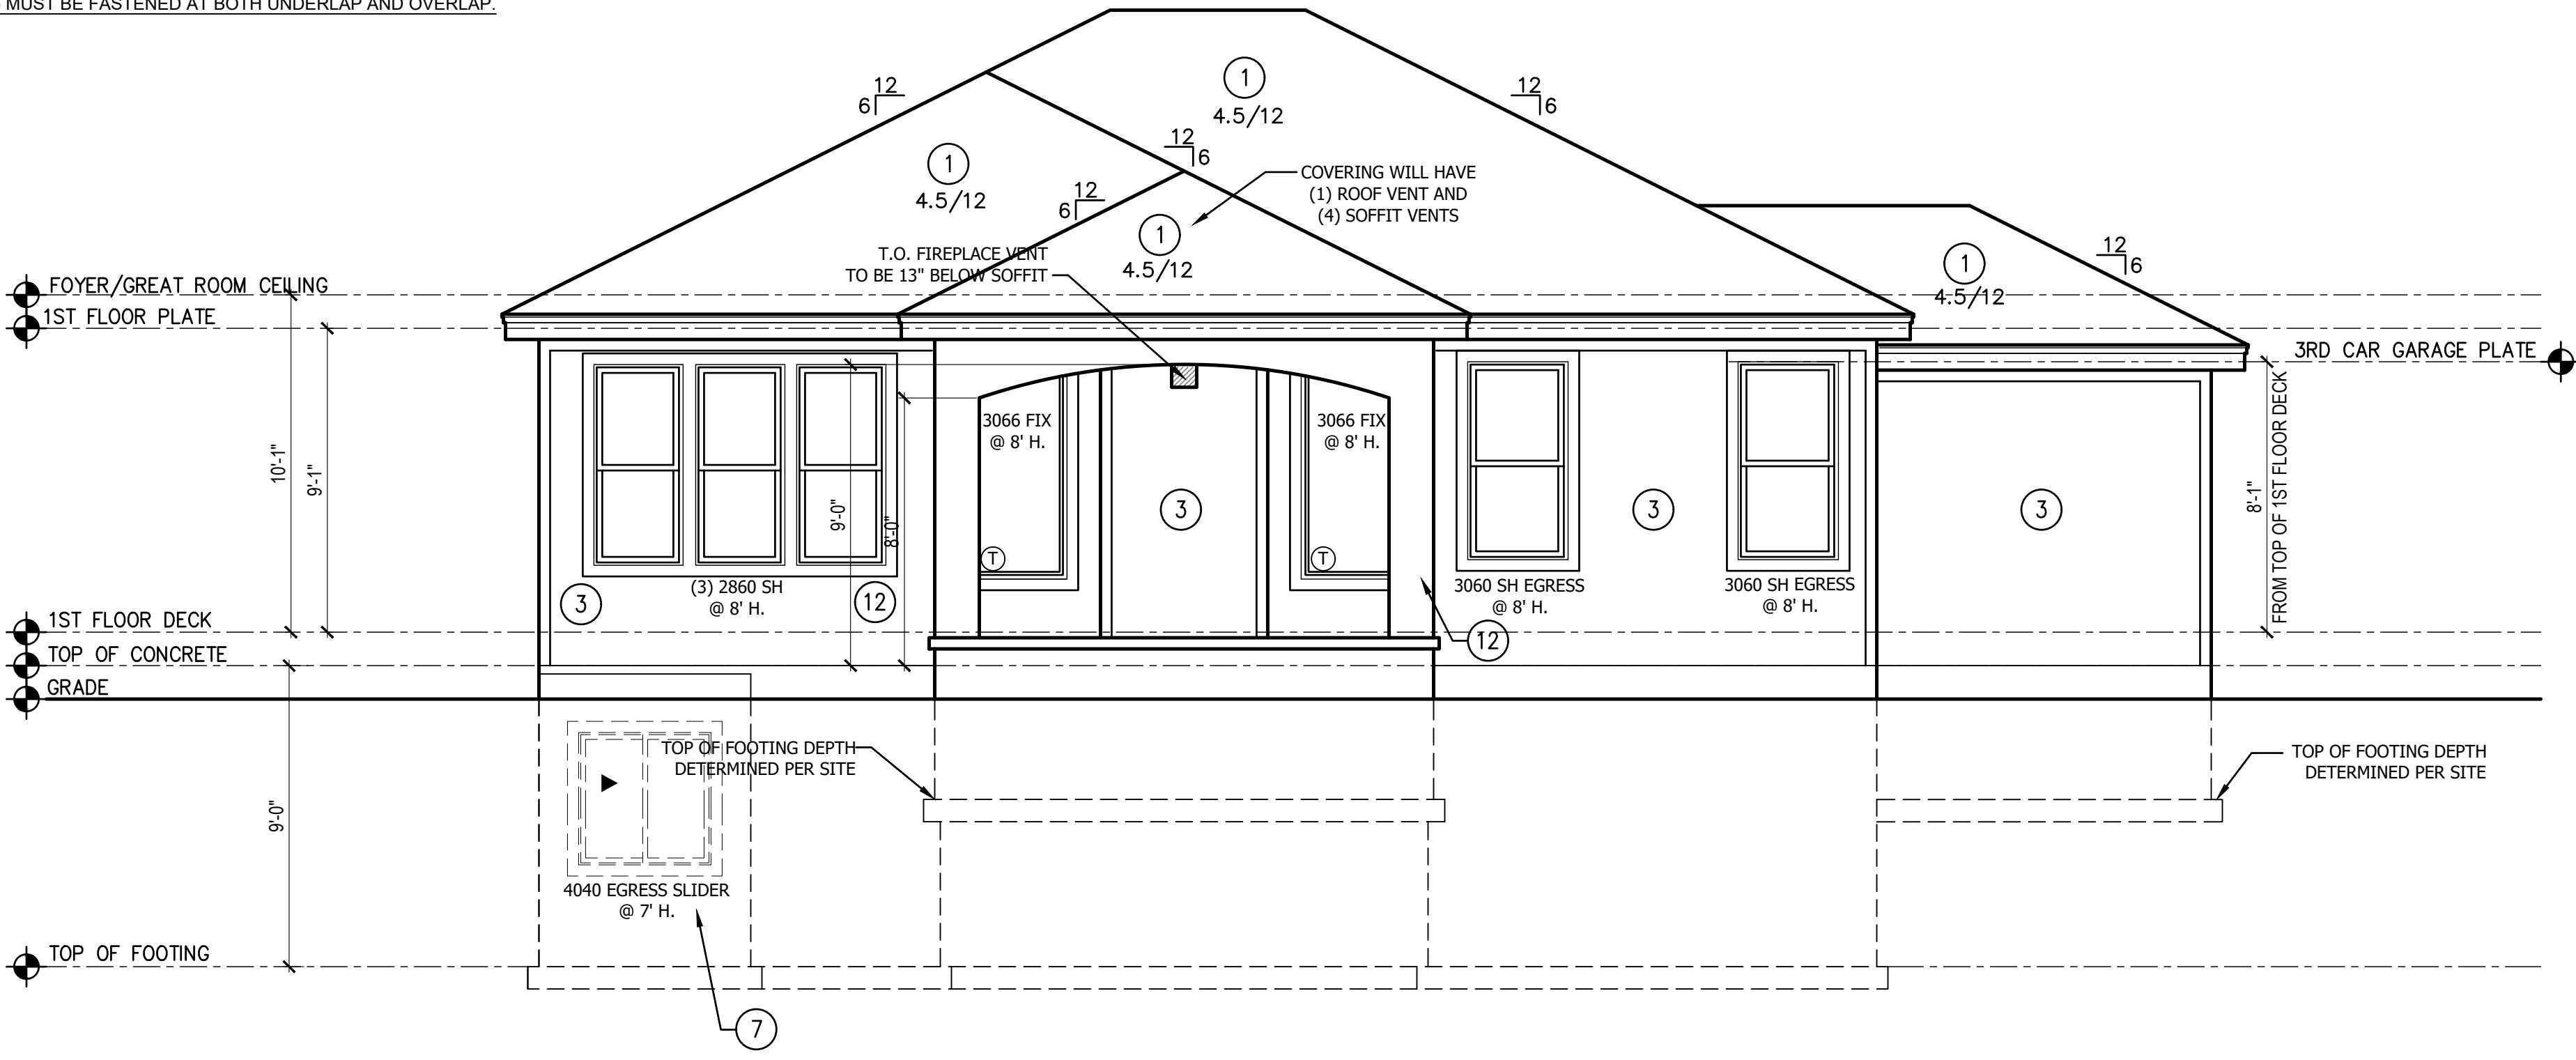 MUST BE FASTENED AT BOTH UNDERLAP AND OVERLAP.
12
6
12
6
1
4.5/12
12
6
1
4.5/12
12
6
COVERING WILL HAVE
(1) ROOF VENT AND
(4) SOFFIT VENTS
1
4.5/12
T.O. FIREPLACE VENT
TO BE 13" BELOW SOFFIT
12
6
1
4.5/12
FOYER/GREAT ROOM CEILING
1ST FLOOR PLATE
3RD CAR GARAGE PLATE
10'-1"
9'-1"
9'-0"
8'-0"
3066 FIX
@ 8' H.
3066 FIX
@ 8' H.
3
3
3
8'-1"
FROM TOP OF 1ST FLOOR DECK
T
T
(3) 2860 SH
@ 8' H.
3
12
3060 SH EGRESS
@ 8' H.
3060 SH EGRESS
@ 8' H.
12
1ST FLOOR DECK
TOP OF CONCRETE
GRADE
TOP OF FOOTING DEPTH
DETERMINED PER SITE
TOP OF FOOTING DEPTH
DETERMINED PER SITE
9'-0"
4040 EGRESS SLIDER
@ 7' H.
TOP OF FOOTING
7